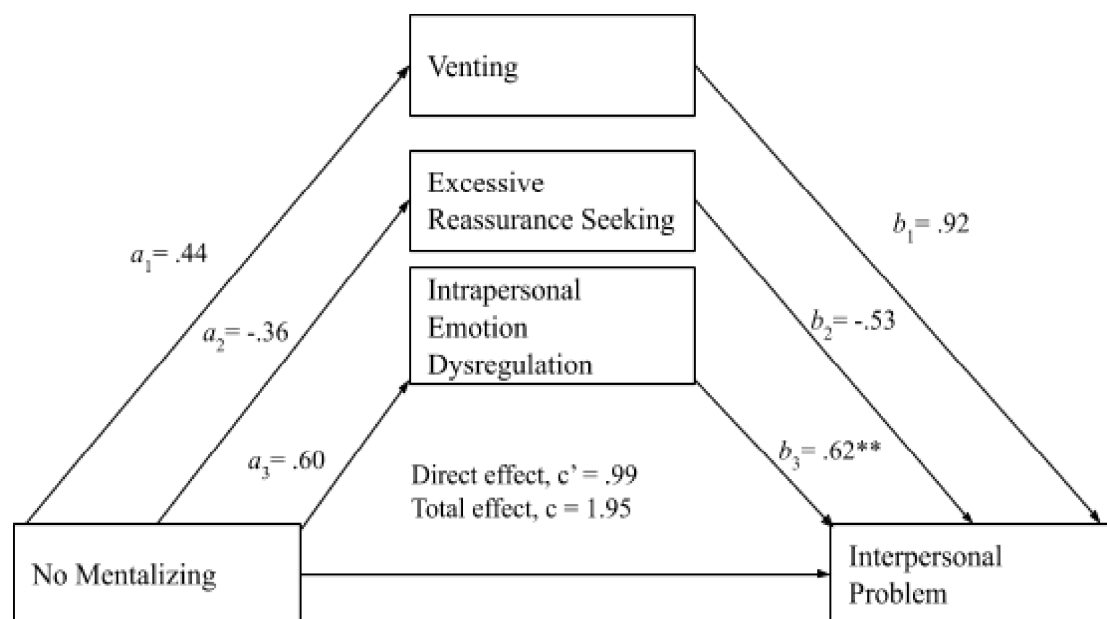 Venting
Excessive
Reassurance Seeking
a1= .44
b1= .92
Intrapersonal
Emotion
Dysregulation
a2= -.36
b2= -.53
a3= .60
b3= .62**
Direct effect, c’ = .99
Total effect, c = 1.95
No Mentalizing
Interpersonal
Problem